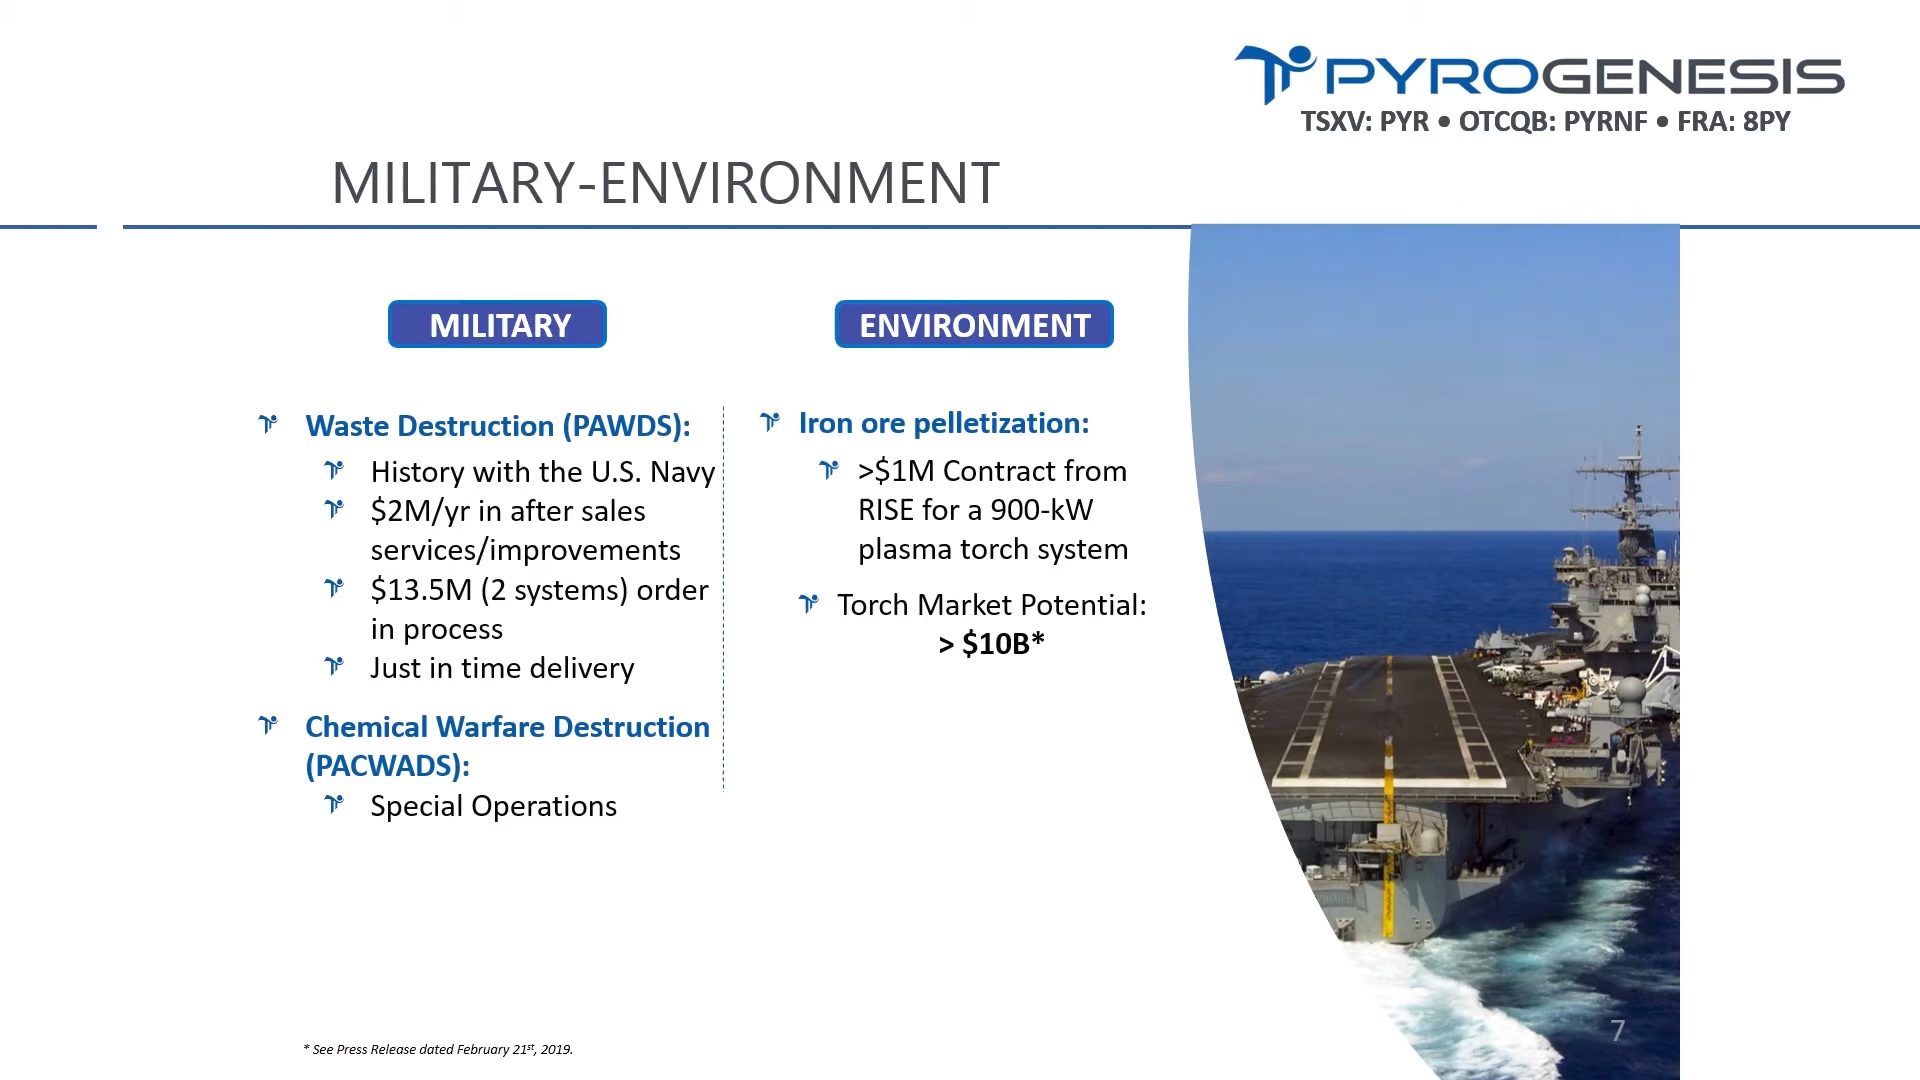 PYROGENESIS
TSXV: PYR • OTCQB: PYRNF • FRA: 8PY
MILITARY-ENVIRONMENT
MILITARY
Waste Destruction (PAWDS):
History with the U.S. Navy
$2M/yr in after sales
services/improvements
$13.5M (2 systems) order
in process
Just in time delivery
Chemical Warfare Destruction
(PACWADS):
Special Operations
ENVIRONMENT
Iron ore pelletization:
>$1M Contract from
RISE for a 900-kW
plasma torch system
Torch Market Potential:
> $10B*
* See Press Release dated February 21st, 2019.
7